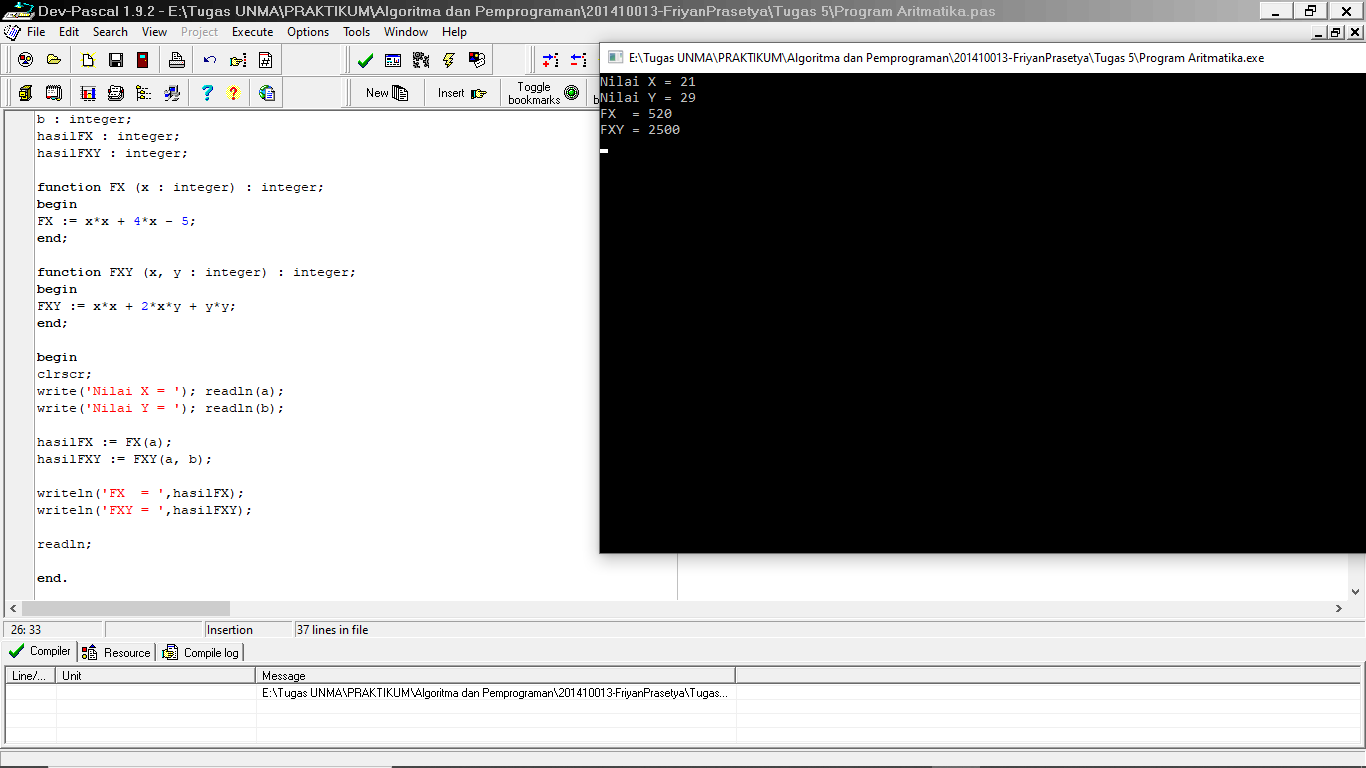 Dev-Pascal 1.9.2 - E:\Tugas UNMA\PRAKTIKUM\Algoritma dan Pemprograman\201410013-FriyanPrasetya\Tugas 5\Program Aritmatika.pas
File Edit Search View Project Execute Options Tools Window Help
New Insert Toggle bookmarks
b : integer;
hasilFX : integer;
hasilFXY : integer;
function FX (x : integer) : integer;
begin
FX := x*x + 4*x - 5;
end;
function FXY (x, y : integer) : integer;
begin
FXY := x*x + 2*x*y + y*y;
end;
begin
clrscr;
write('Nilai X = '); readln(a);
write('Nilai Y = '); readln(b);
hasilFX := FX(a);
hasilFXY := FXY(a, b);
writeln('FX  = ',hasilFX);
writeln('FXY = ',hasilFXY);
readln;
end.
E:\Tugas UNMA\PRAKTIKUM\Algoritma dan Pemprograman\201410013-FriyanPrasetya\Tugas 5\Program Aritmatika.exe
Nilai X = 21
Nilai Y = 29
FX  = 520
FXY = 2500
26: 33 Insertion 37 lines in file
Compiler Resource Compile log
Line/... Unit Message
E:\Tugas UNMA\PRAKTIKUM\Algoritma dan Pemprograman\201410013-FriyanPrasetya\Tugas...